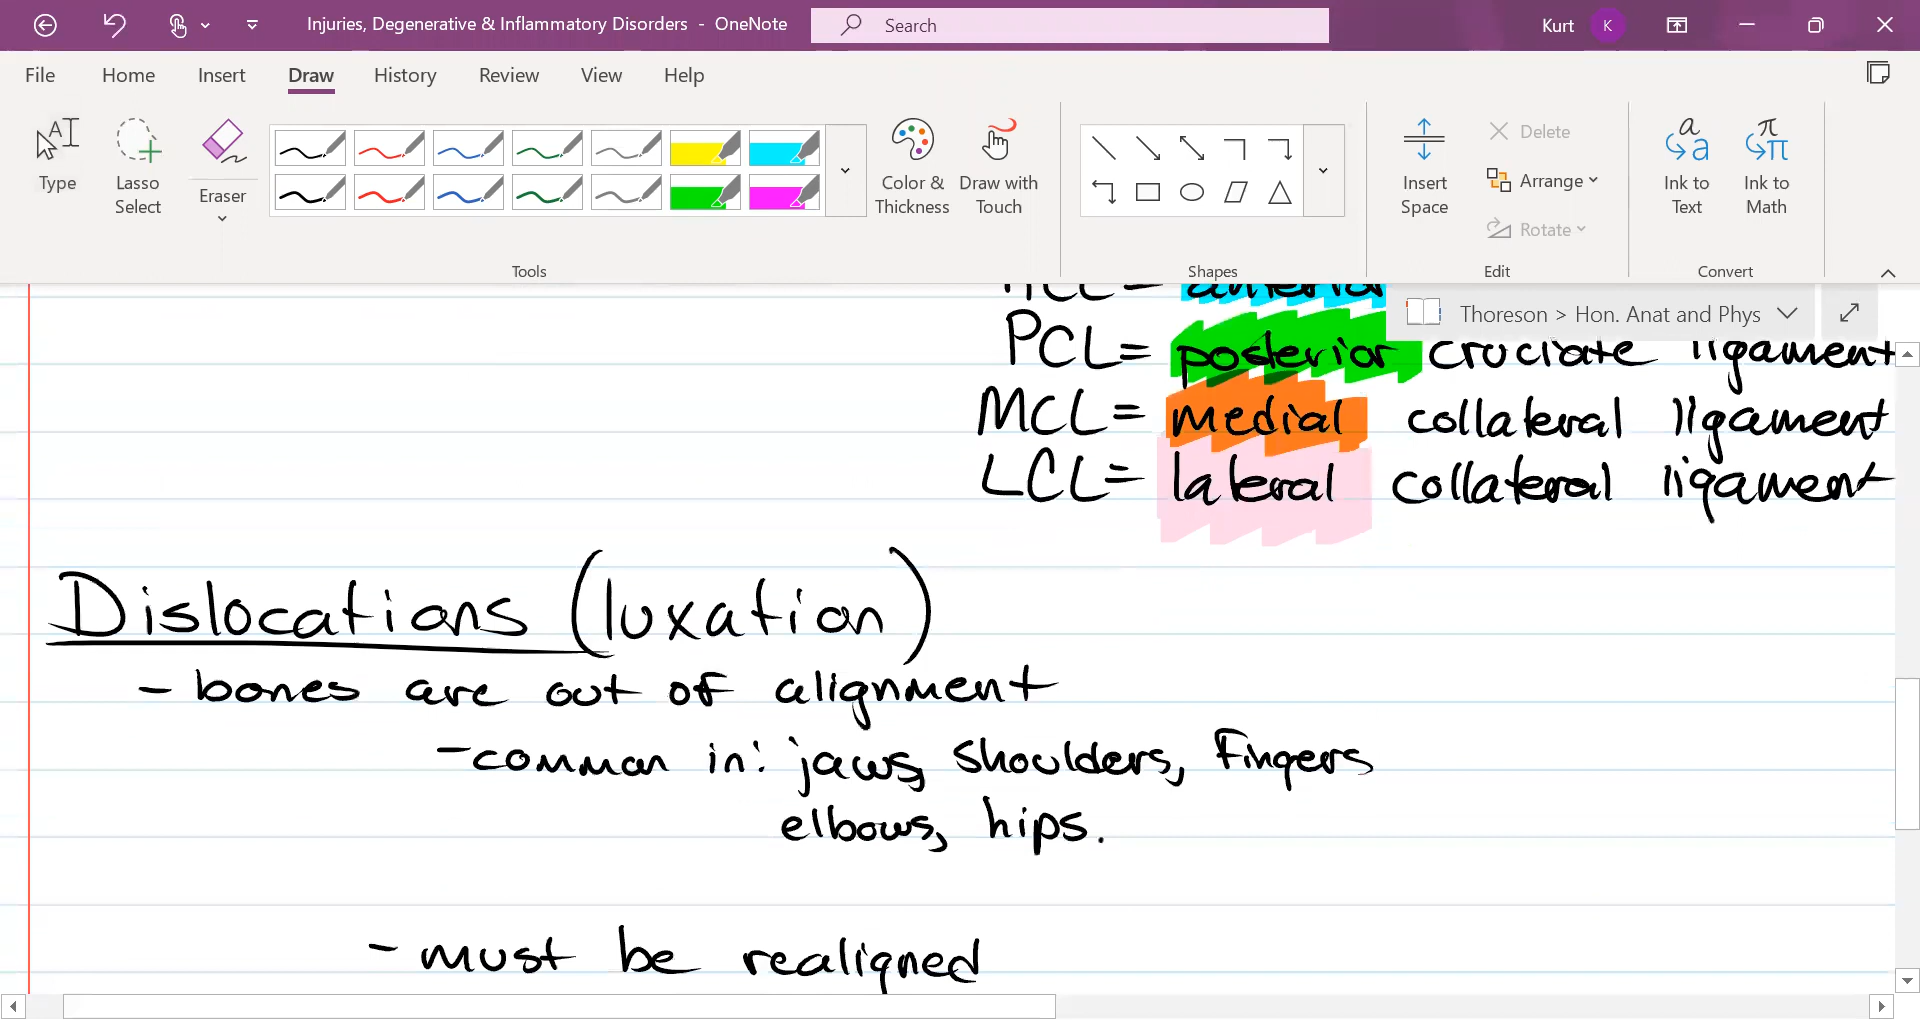 Injuries, Degenerative & Inflammatory Disorders - OneNote
Search
Kurt K
File Home Insert Draw History Review View Help
Type
Lasso Select
Eraser
Color & Thickness
Draw with Touch
Insert Space
Delete
Arrange
Rotate
Ink to Text
Ink to Math
Tools Shapes Edit Convert
ACL= anterior
Thoreson > Hon. Anat and Phys
PCL= posterior cruciate ligament
MCL= medial collateral ligament
LCL= lateral collateral ligament
Dislocations (luxation)
- bones are out of alignment
- common in: jaws, shoulders, fingers
elbows, hips.
- must be realigned